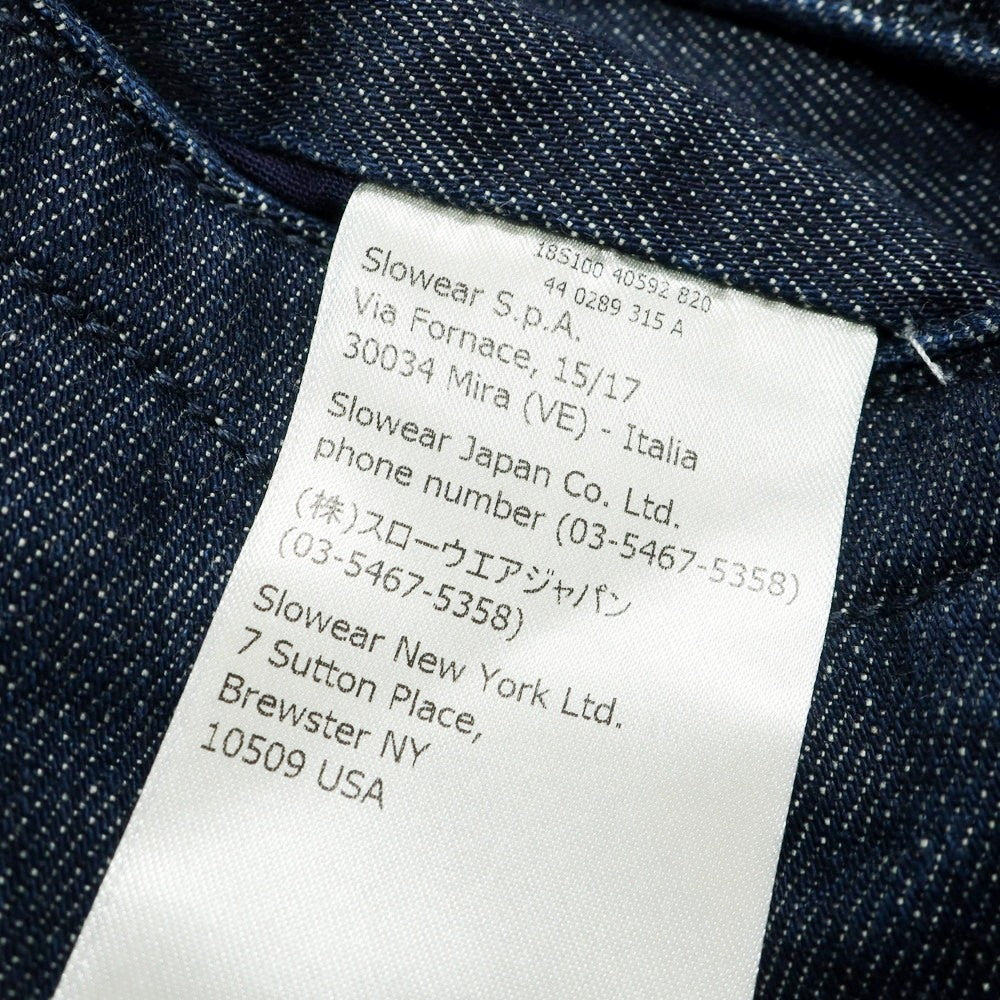 18S100 40592 820
44 0289 315 A
Slowear S.p.A.
Via Fornace, 15/17
30034 Mira (VE) - Italia
Slowear Japan Co. Ltd.
phone number (03-5467-5358)
(株)スローウエアジャパン
(03-5467-5358)
Slowear New York Ltd.
7 Sutton Place,
Brewster NY
10509 USA